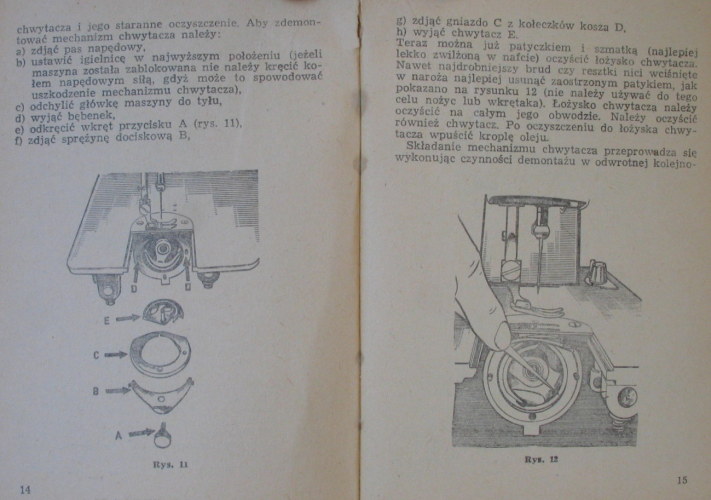 chwytacza i jego staranne oczyszczenie. Aby zdemon-
tować mechanizm chwytacza należy:
a) zdjąć pas napędowy,
b) ustawić igielnicę w najwyższym położeniu (jeżeli
maszyna została zablokowana nie należy kręcić ko-
łem napędowym siłą, gdyż może to spowodować
uszkodzenie mechanizmu chwytacza),
c) odchylić główkę maszyny do tyłu,
d) wyjąć bębenek,
e) odkręcić wkręt przycisku A (rys. 11),
f) zdjąć sprężynę dociskową B,
D D
E
C
B
A
Rys. 11
14
g) zdjąć gniazdo C z kołeczków kosza D,
h) wyjąć chwytacz E.
Teraz można już patyczkiem i szmatką (najlepiej
lekko zwilżoną w nafcie) oczyścić łożysko chwytacza.
Nawet najdrobniejszy brud czy resztki nici wciśnięte
w naroża najlepiej usunąć zaostrzonym patykiem, jak
pokazano na rysunku 12 (nie należy używać do tego
celu nożyc lub wkrętaka). Łożysko chwytacza należy
oczyścić na całym jego obwodzie. Należy oczyścić
również chwytacz. Po oczyszczeniu do łożyska chwy-
tacza wpuścić kroplę oleju.
Składanie mechanizmu chwytacza przeprowadza się
wykonując czynności demontażu w odwrotnej kolejno-
Rys. 12
15